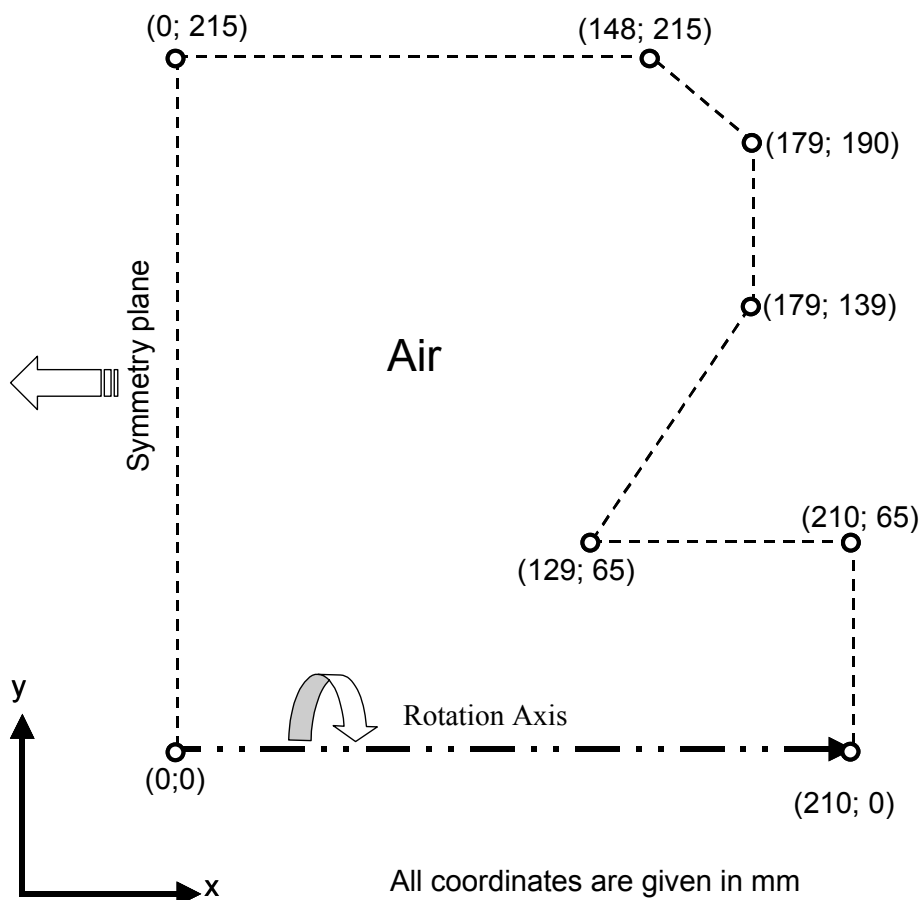 (0; 215)
(148; 215)
(179; 190)
(179; 139)
Air
Symmetry plane
(210; 65)
(129; 65)
y
Rotation Axis
(0;0)
(210; 0)
x
All coordinates are given in mm